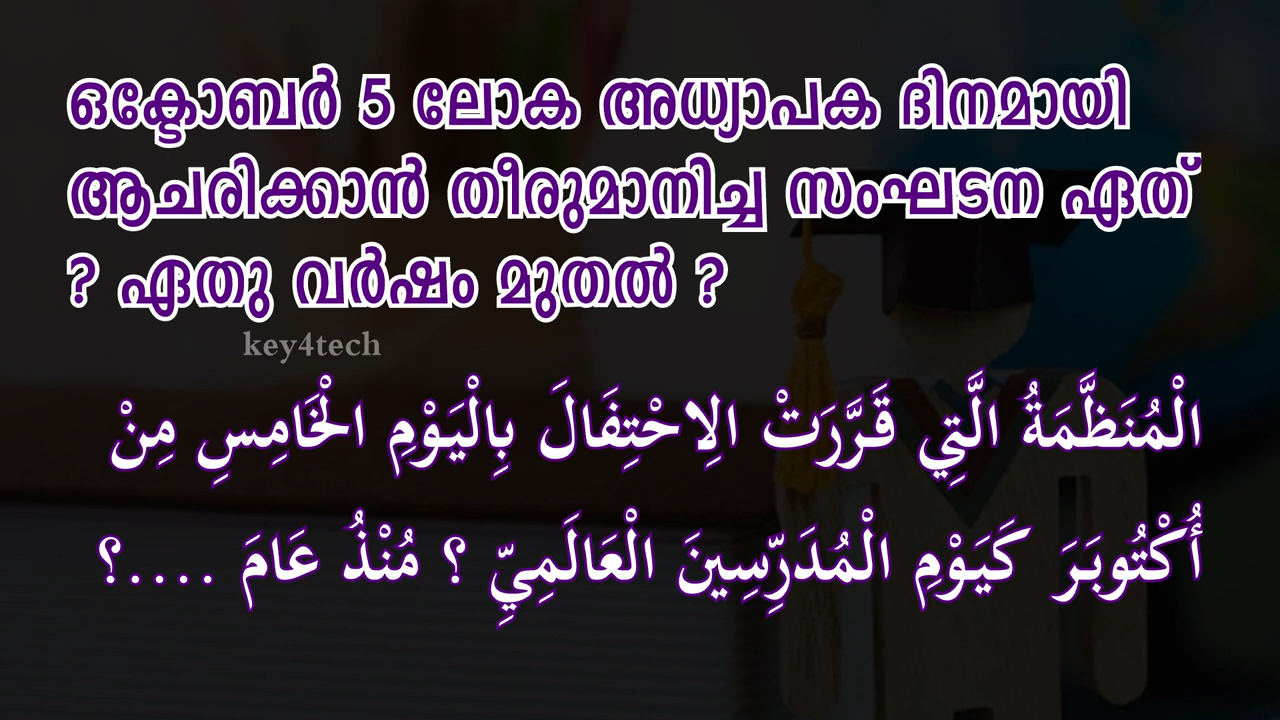 ഒക്ടോബർ 5 ലോക അധ്യാപക ദിനമായി
ആചരിക്കാൻ തീരുമാനിച്ച സംഘടന ഏത്
? ഏതു വർഷം മുതൽ ?
key4tech
الْمُنَظَّمَةُ الَّتِي قَرَّرَتْ الِاحْتِفَالَ بِالْيَوْمِ الْخَامِسِ مِنْ
أُكْتُوبَرَ كَيَوْمِ الْمُدَرِّسِينَ الْعَالَمِيِّ ؟ مُنْذُ عَامَ ....؟